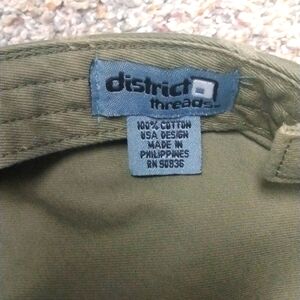 district
threads
100% COTTON
USA DESIGN
MADE IN
PHILIPPINES
RN 90836